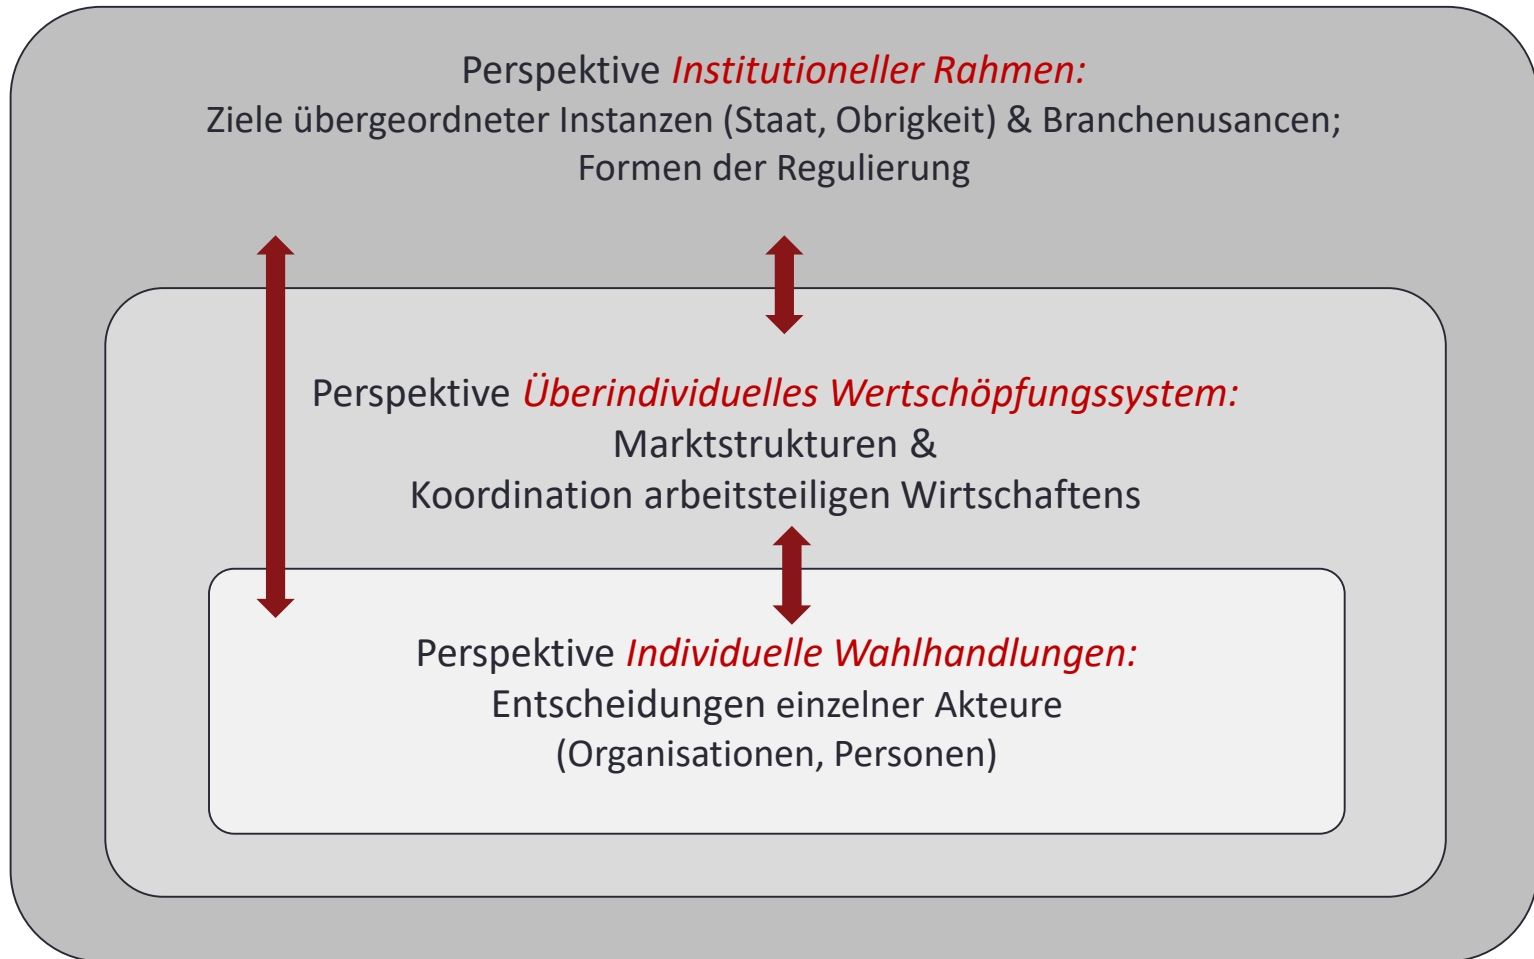 Perspektive Institutioneller Rahmen:
Ziele übergeordneter Instanzen (Staat, Obrigkeit) & Branchenusancen;
Formen der Regulierung
Perspektive Überindividuelles Wertschöpfungssystem:
Marktstrukturen &
Koordination arbeitsteiligen Wirtschaftens
Perspektive Individuelle Wahlhandlungen:
Entscheidungen einzelner Akteure
(Organisationen, Personen)